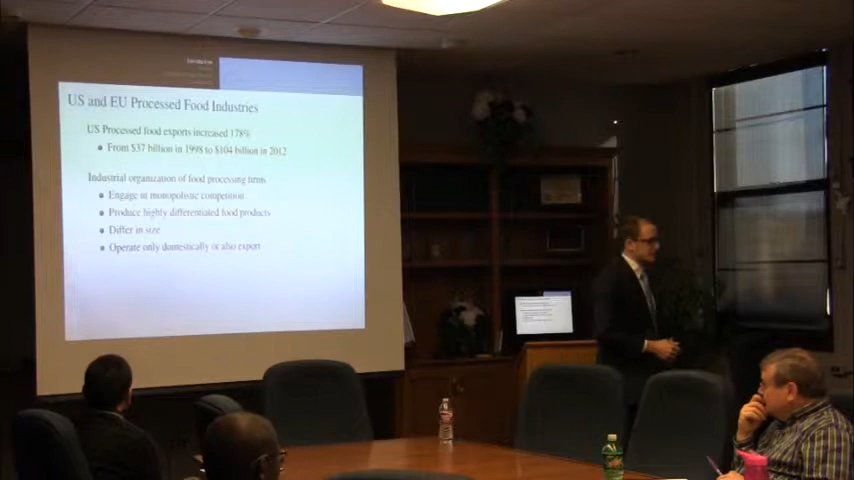 US and EU Processed Food Industries
US Processed food exports increased 178%
From $37 billion in 1998 to $104 billion in 2012
Industrial organization of food processing firms
Engage in monopolistic competition
Produce highly differentiated food products
Differ in size
Operate only domestically or also export